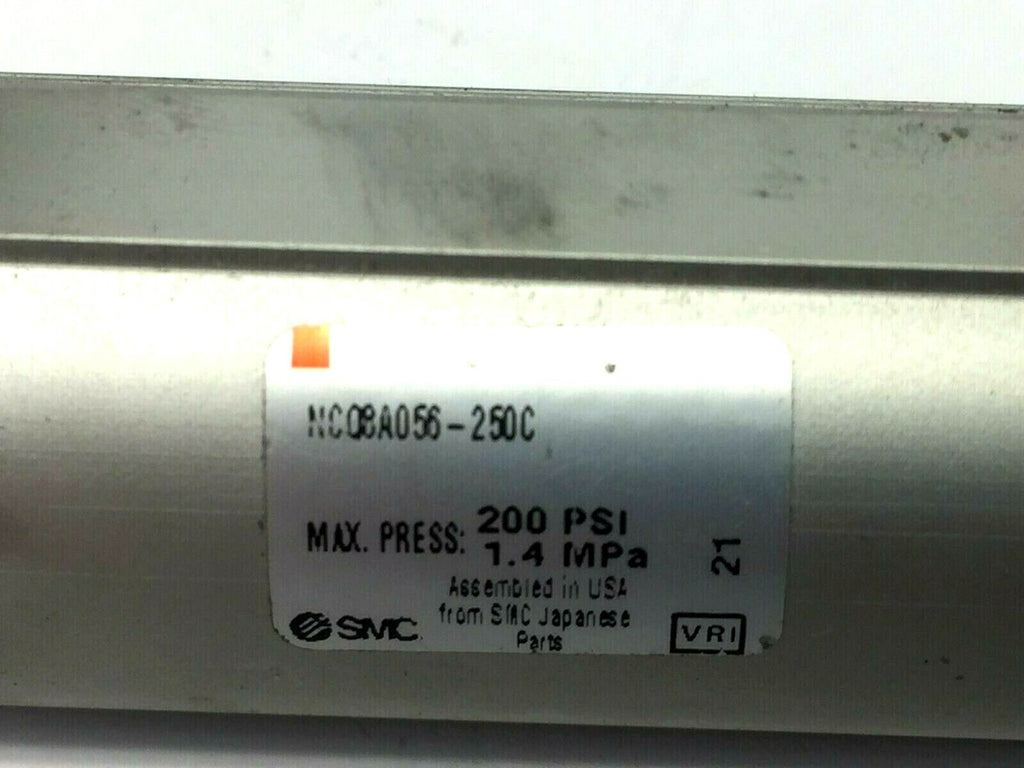 NCQ8A056-250C
MAX. PRESS: 200 PSI
1.4 MPa
21
Assembled in USA
from SMC Japanese
Parts
SMC
VRI